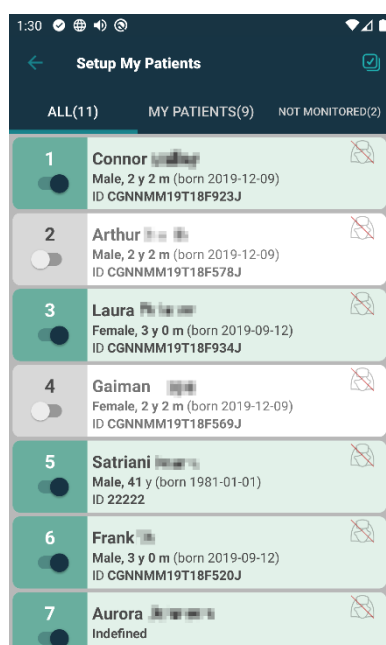 1:30
Setup My Patients
ALL(11) MY PATIENTS(9) NOT MONITORED(2)
1 Connor
Male, 2 y 2 m (born 2019-12-09)
ID CGNNMM19T18F923J
2 Arthur
Male, 2 y 2 m (born 2019-12-09)
ID CGNNMM19T18F578J
3 Laura
Female, 3 y 0 m (born 2019-09-12)
ID CGNNMM19T18F934J
4 Gaiman
Female, 2 y 2 m (born 2019-12-09)
ID CGNNMM19T18F569J
5 Satriani
Male, 41 y (born 1981-01-01)
ID 22222
6 Frank
Male, 3 y 0 m (born 2019-09-12)
ID CGNNMM19T18F520J
7 Aurora
Indefined